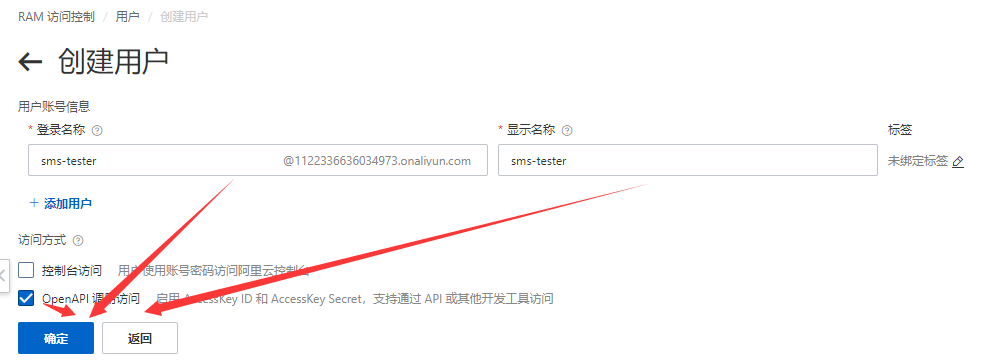 RAM 访问控制 / 用户 / 创建用户
← 创建用户
用户账号信息
* 登录名称 * 显示名称 标签
sms-tester @1122336636034973.onaliyun.com sms-tester 未绑定标签
+ 添加用户
访问方式
控制台访问 用户使用账号密码访问阿里云控制台
OpenAPI 调用访问 启用 AccessKey ID 和 AccessKey Secret，支持通过 API 或其他开发工具访问
确定 返回